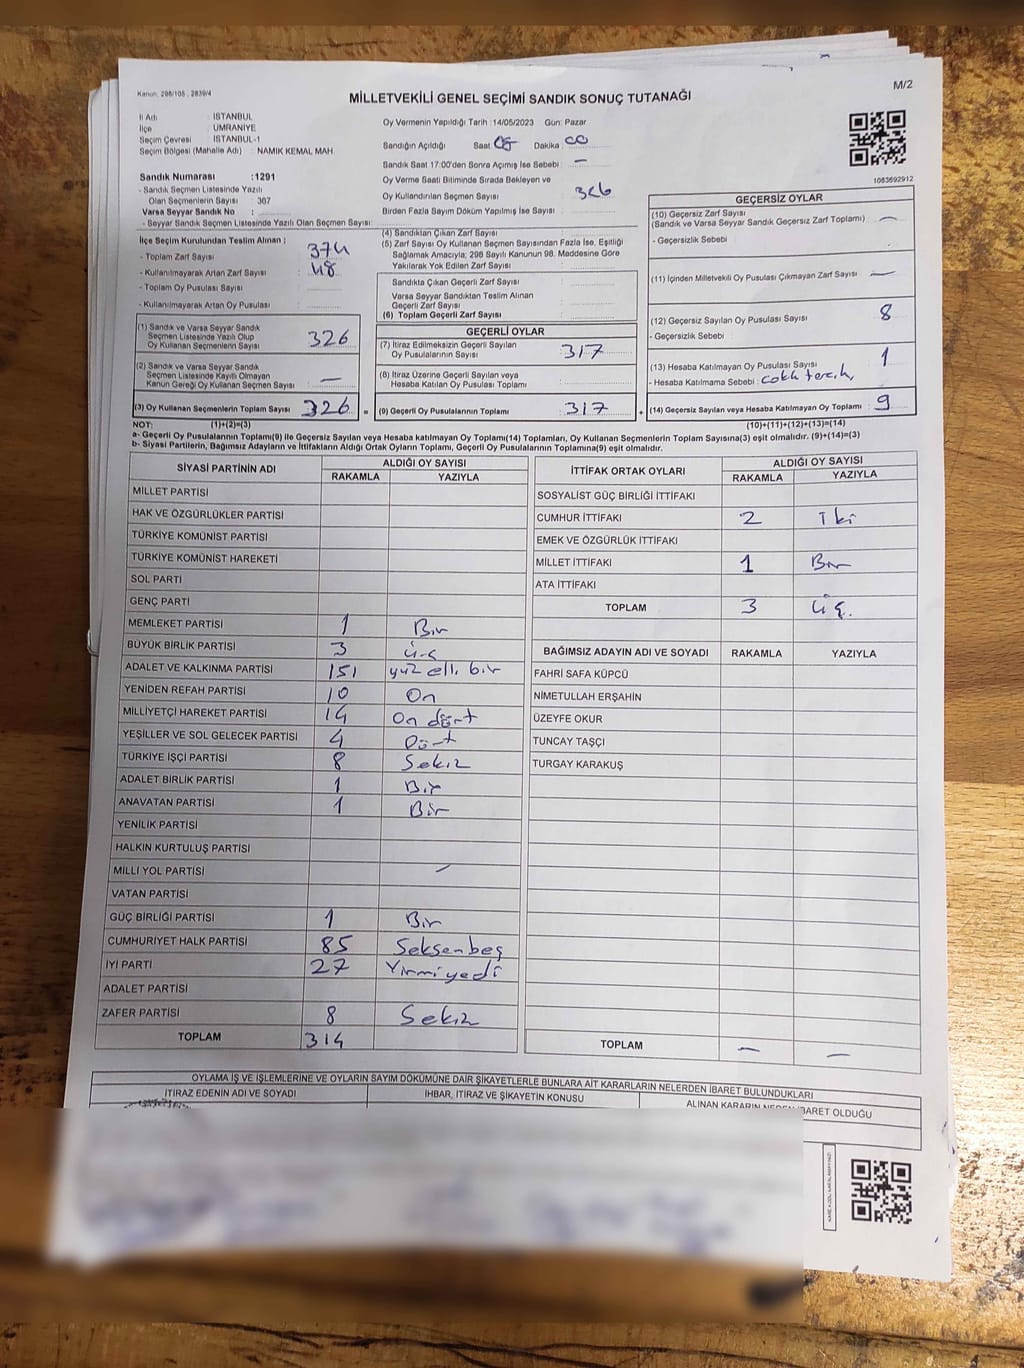 Kanun: 298/105 , 2839/4
M/2
MİLLETVEKİLİ GENEL SEÇİMİ SANDIK SONUÇ TUTANAĞI
İl Adı : İSTANBUL
İlçe : ÜMRANİYE
Seçim Çevresi : İSTANBUL-1
Seçim Bölgesi (Mahalle Adı) : NAMIK KEMAL MAH.
Sandık Numarası :1291
- Sandık Seçmen Listesinde Yazılı
Olan Seçmenlerin Sayısı : 367
Varsa Seyyar Sandık No :
- Seyyar Sandık Seçmen Listesinde Yazılı Olan Seçmen Sayısı:
Oy Vermenin Yapıldığı Tarih :14/05/2023 Gün: Pazar
Sandığın Açıldığı Saat 08 Dakika : 00
Sandık Saat 17:00'den Sonra Açımış İse Sebebi : —
Oy Verme Saati Bitiminde Sırada Bekleyen ve
Oy Kullandırılan Seçmen Sayısı : 326
Birden Fazla Sayım Döküm Yapılmış İse Sayısı :
1083692912
İlçe Seçim Kurulundan Teslim Alınan ;
- Toplam Zarf Sayısı : 374
- Kullanılmayarak Artan Zarf Sayısı : 48
- Toplam Oy Pusulası Sayısı :
- Kullanılmayarak Artan Oy Pusulası :
(1) Sandık ve Varsa Seyyar Sandık
Seçmen Listesinde Yazılı Olup
Oy Kullanan Seçmenlerin Sayısı : 326
(2) Sandık ve Varsa Seyyar Sandık
Seçmen Listesinde Kayıtlı Olmayan
Kanun Gereği Oy Kullanan Seçmen Sayısı : —
(3) Oy Kullanan Seçmenlerin Toplam Sayısı : 326 =
(4) Sandıktan Çıkan Zarf Sayısı :
(5) Zarf Sayısı Oy Kullanan Seçmen Sayısından Fazla İse, Eşitliği
Sağlamak Amacıyla, 298 Sayılı Kanunun 98. Maddesine Göre
Yakılarak Yok Edilen Zarf Sayısı :
Sandıkta Çıkan Geçerli Zarf Sayısı :
Varsa Seyyar Sandıktan Teslim Alınan
Geçerli Zarf Sayısı :
(6) Toplam Geçerli Zarf Sayısı :
GEÇERLİ OYLAR
(7) İtiraz Edilmeksizin Geçerli Sayılan
Oy Pusulalarının Sayısı : 317
(8) İtiraz Üzerine Geçerli Sayılan veya
Hesaba Katılan Oy Pusulası Toplamı :
(9) Geçerli Oy Pusulalarının Toplamı : 317 +
GEÇERSİZ OYLAR
(10) Geçersiz Zarf Sayısı
(Sandık ve Varsa Seyyar Sandık Geçersiz Zarf Toplamı) : —
- Geçersizlik Sebebi :
(11) İçinden Milletvekili Oy Pusulası Çıkmayan Zarf Sayısı : —
(12) Geçersiz Sayılan Oy Pusulası Sayısı : 8
- Geçersizlik Sebebi :
(13) Hesaba Katılmayan Oy Pusulası Sayısı : 1
- Hesaba Katılmama Sebebi : coklu tercih
(14) Geçersiz Sayılan veya Hesaba Katılmayan Oy Toplamı : 9
NOT: (1)+(2)=(3) (10)+(11)+(12)+(13)=(14)
a- Geçerli Oy Pusulalarının Toplamı(9) ile Geçersiz Sayılan veya Hesaba katılmayan Oy Toplamı(14) Toplamları, Oy Kullanan Seçmenlerin Toplam Sayısına(3) eşit olmalıdır. (9)+(14)=(3)
b- Siyasi Partilerin, Bağımsız Adayların ve İttifakların Aldığı Ortak Oyların Toplamı, Geçerli Oy Pusulalarının Toplamına(9) eşit olmalıdır.
SİYASİ PARTİNİN ADI ALDIĞI OY SAYISI
RAKAMLA YAZIYLA
MİLLET PARTİSİ
HAK VE ÖZGÜRLÜKLER PARTİSİ
TÜRKİYE KOMÜNİST PARTİSİ
TÜRKİYE KOMÜNİST HAREKETİ
SOL PARTİ
GENÇ PARTİ
MEMLEKET PARTİSİ 1 Bir
BÜYÜK BİRLİK PARTİSİ 3 üç
ADALET VE KALKINMA PARTİSİ 151 yüz elli bir
YENİDEN REFAH PARTİSİ 10 On
MİLLİYETÇİ HAREKET PARTİSİ 14 On dört
YEŞİLLER VE SOL GELECEK PARTİSİ 4 Dört
TÜRKİYE İŞÇİ PARTİSİ 8 Sekiz
ADALET BİRLİK PARTİSİ 1 Bir
ANAVATAN PARTİSİ 1 Bir
YENİLİK PARTİSİ
HALKIN KURTULUŞ PARTİSİ
MİLLİ YOL PARTİSİ —
VATAN PARTİSİ
GÜÇ BİRLİĞİ PARTİSİ 1 Bir
CUMHURİYET HALK PARTİSİ 85 Seksenbeş
İYİ PARTİ 27 Yirmiyedi
ADALET PARTİSİ
ZAFER PARTİSİ 8 Sekiz
TOPLAM 314
İTTİFAK ORTAK OYLARI ALDIĞI OY SAYISI
RAKAMLA YAZIYLA
SOSYALİST GÜÇ BİRLİĞİ İTTİFAKI
CUMHUR İTTİFAKI 2 iki
EMEK VE ÖZGÜRLÜK İTTİFAKI
MİLLET İTTİFAKI 1 Bir
ATA İTTİFAKI
TOPLAM 3 üç.
BAĞIMSIZ ADAYIN ADI VE SOYADI RAKAMLA YAZIYLA
FAHRİ SAFA KÜPCÜ
NİMETULLAH ERŞAHİN
ÜZEYFE OKUR
TUNCAY TAŞÇI
TURGAY KARAKUŞ
TOPLAM — —
OYLAMA İŞ VE İŞLEMLERİNE VE OYLARIN SAYIM DÖKÜMÜNE DAİR ŞİKAYETLERLE BUNLARA AİT KARARLARIN NELERDEN İBARET BULUNDUKLARI
İTİRAZ EDENİN ADI VE SOYADI İHBAR, İTİRAZ VE ŞİKAYETİN KONUSU ALINAN KARARIN NEDEN İBARET OLDUĞU